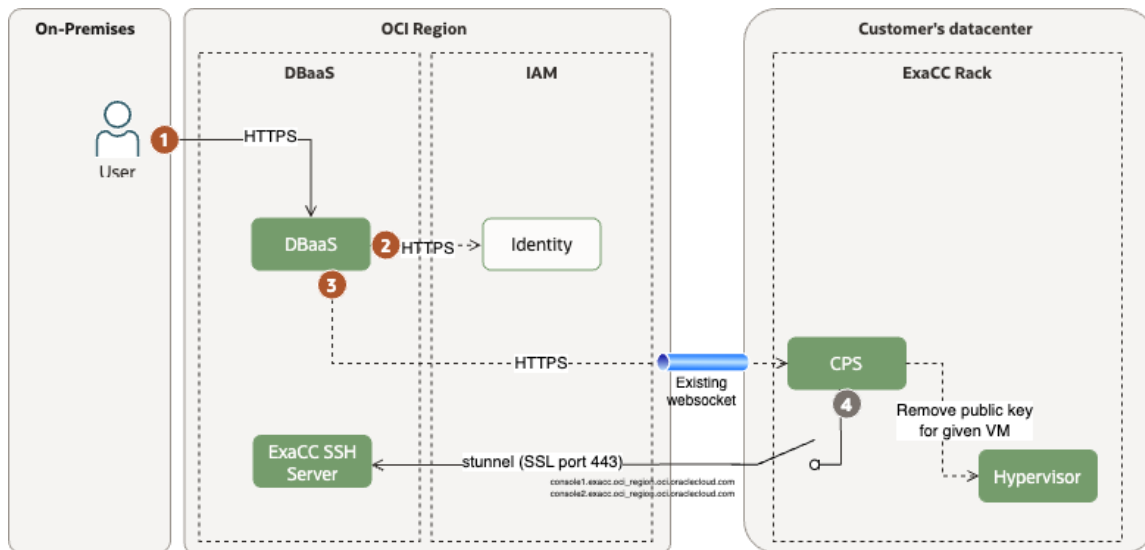 On-Premises
OCI Region
Customer's datacenter
DBaaS
IAM
ExaCC Rack
1
HTTPS
User
DBaaS
2
HTTPS
Identity
3
HTTPS
Existing
websocket
CPS
4
Remove public key
for given VM
ExaCC SSH
Server
stunnel (SSL port 443)
console1.exacc.oci_region.oci.oraclecloud.com
console2.exacc.oci_region.oci.oraclecloud.com
Hypervisor